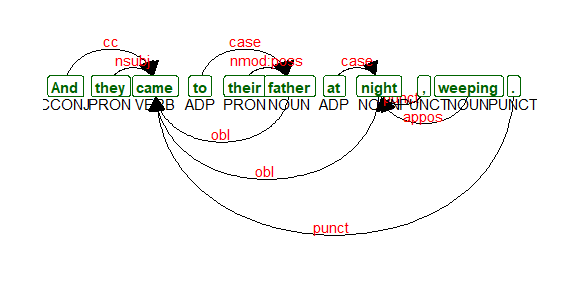 cc case
nsubj nmod:poss case
And they came to their father at night , weeping .
CCONJ PRON VERB ADP PRON NOUN ADP NOUN PUNCT NOUN PUNCT
punct
appos
obl
obl
punct